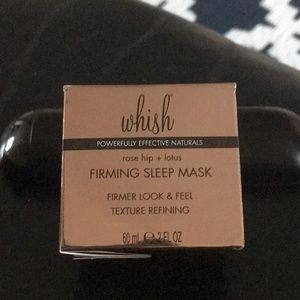 whish
POWERFULLY EFFECTIVE NATURALS
rose hip + lotus
FIRMING SLEEP MASK
FIRMER LOOK & FEEL
TEXTURE REFINING
60 mL ℮ 2 FL OZ